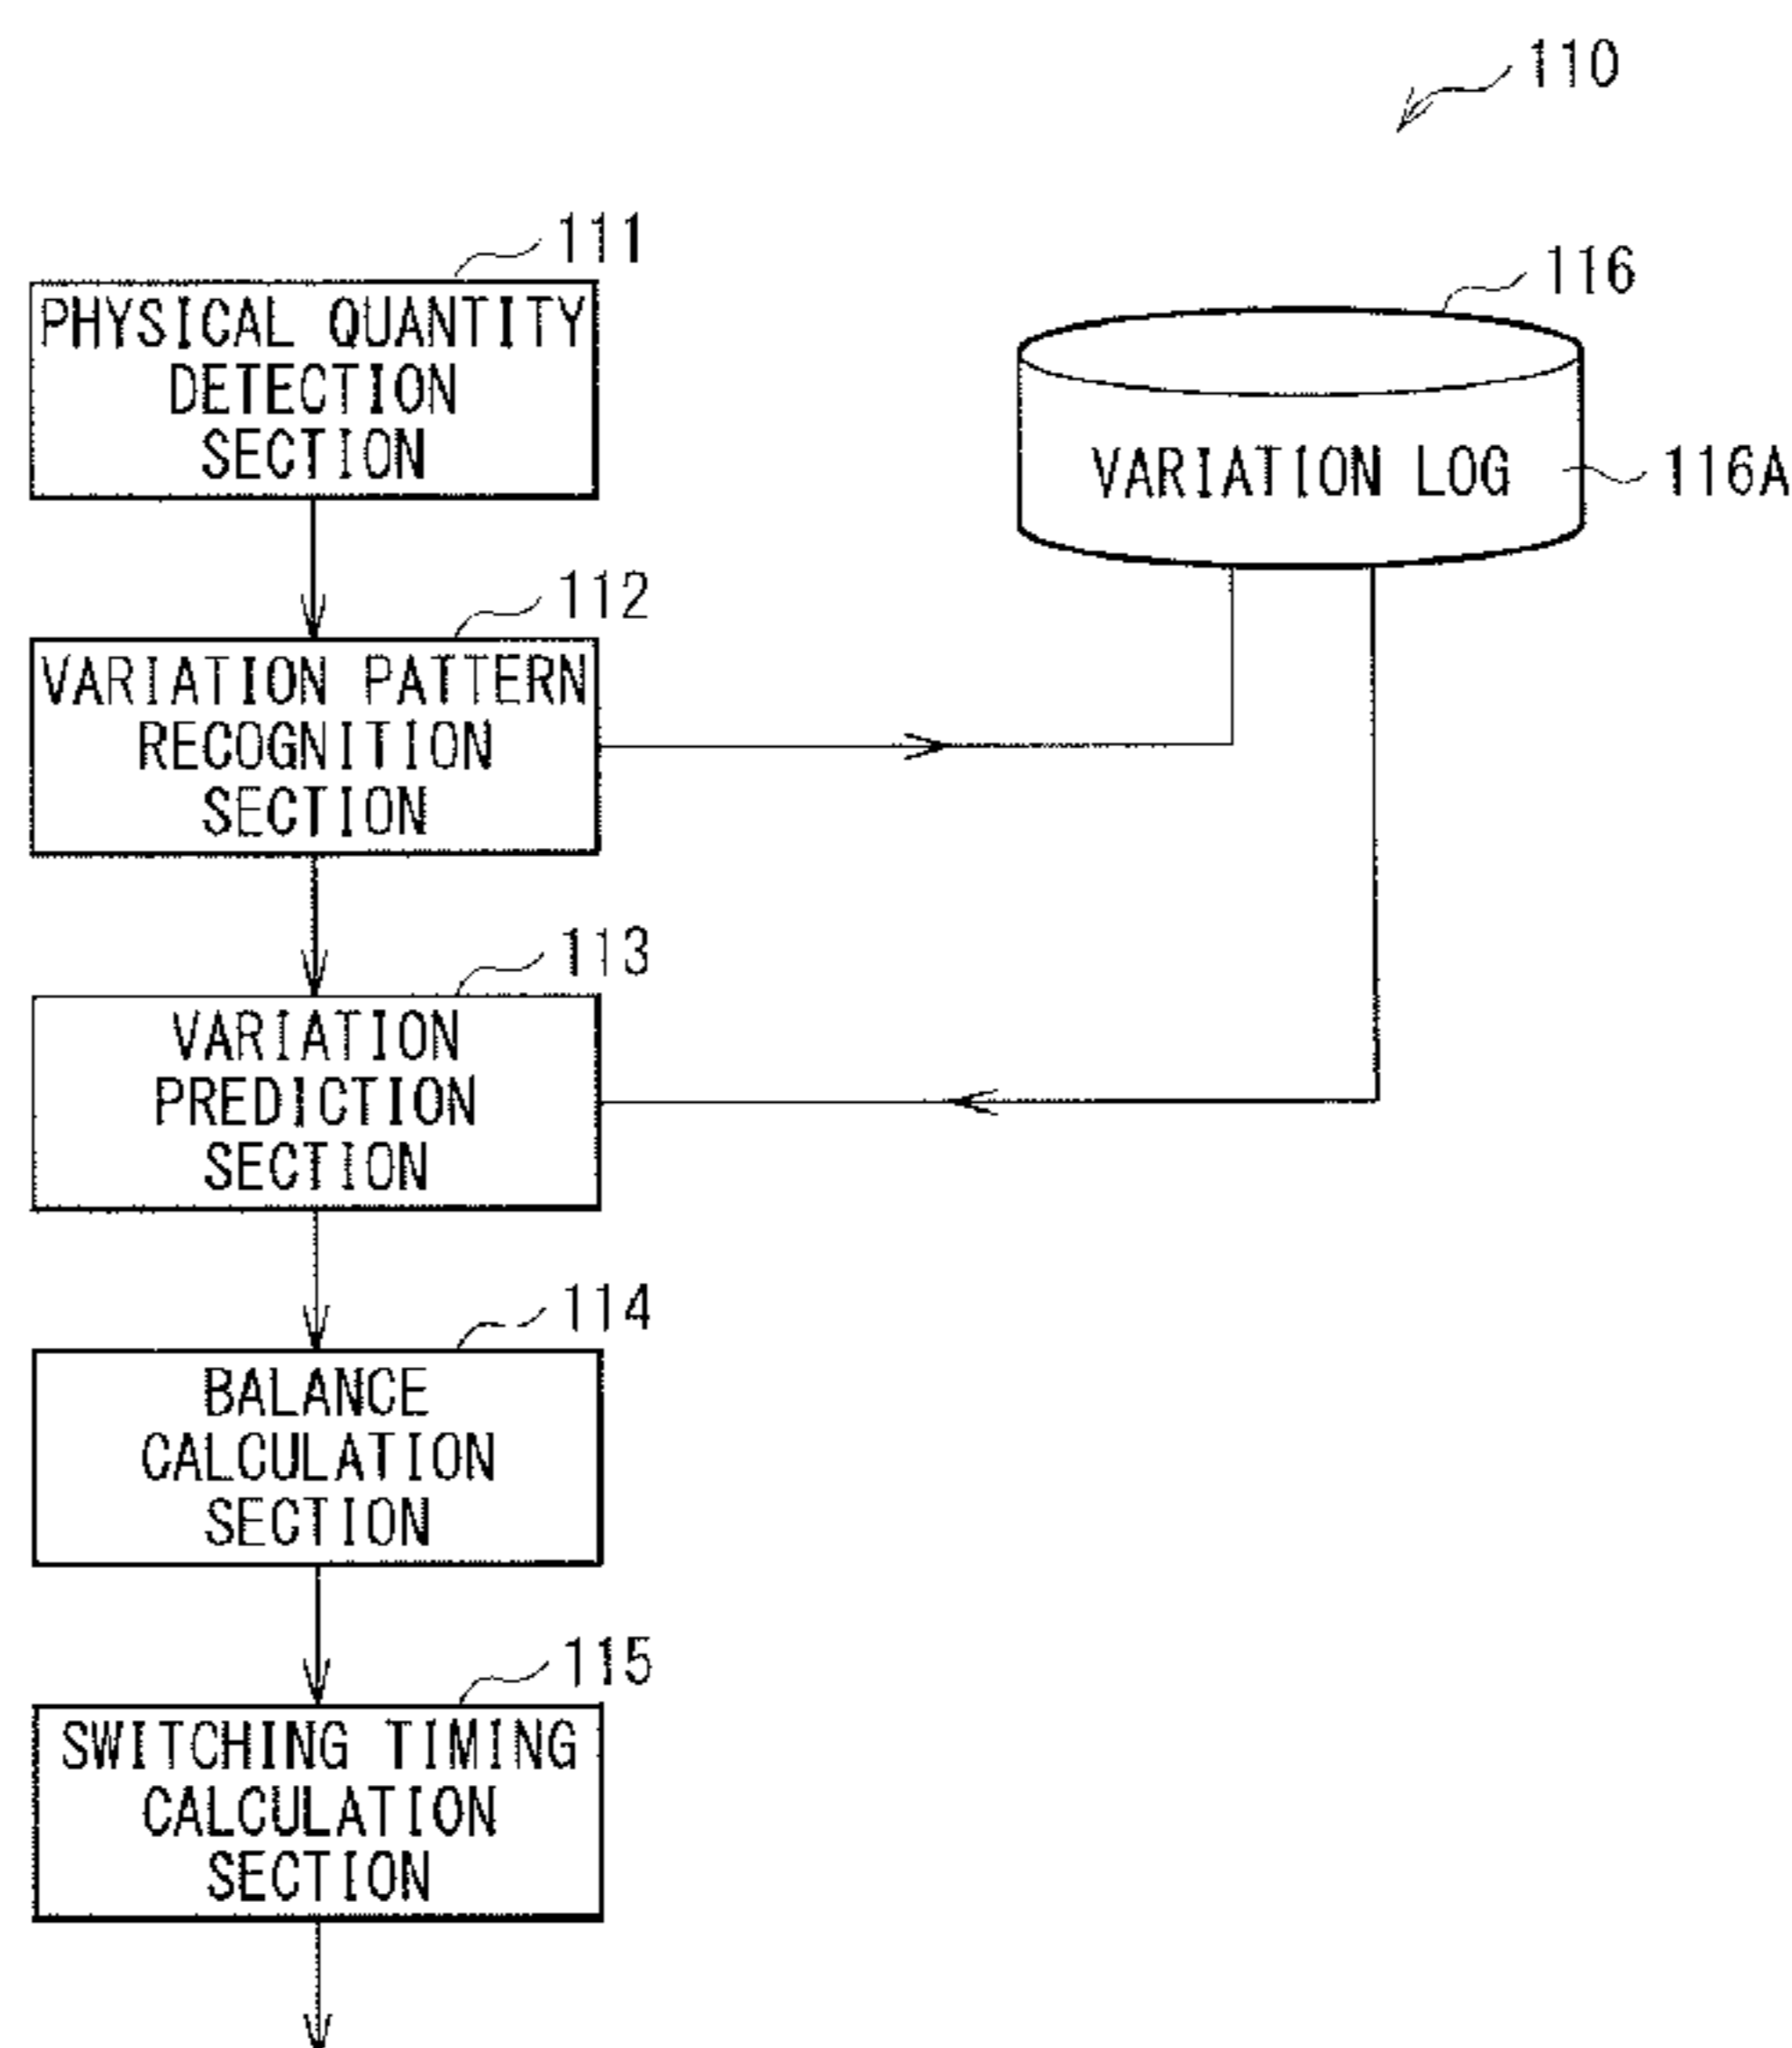 110
111
PHYSICAL QUANTITY
DETECTION
SECTION
116
VARIATION LOG
116A
112
VARIATION PATTERN
RECOGNITION
SECTION
113
VARIATION
PREDICTION
SECTION
114
BALANCE
CALCULATION
SECTION
115
SWITCHING TIMING
CALCULATION
SECTION